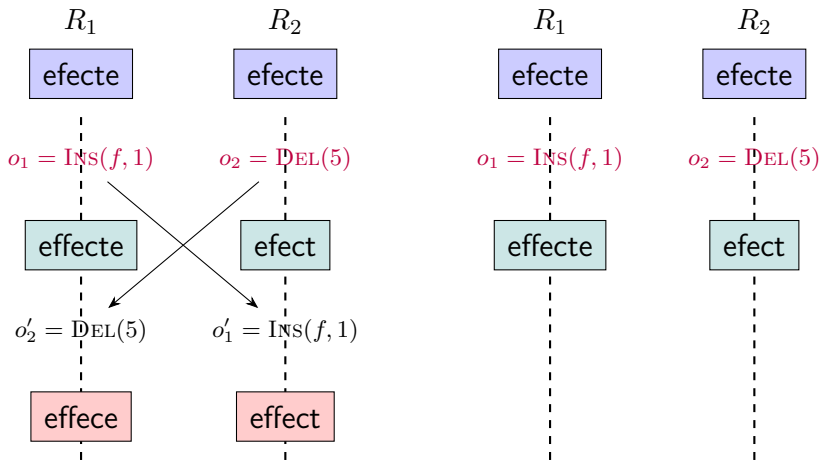 R₁ R₂ R₁ R₂
efecte efecte efecte efecte
o₁ = Ins(f, 1) o₂ = Del(5) o₁ = Ins(f, 1) o₂ = Del(5)
effecte efect effecte efect
o′₂ = Del(5) o′₁ = Ins(f, 1)
effece effect